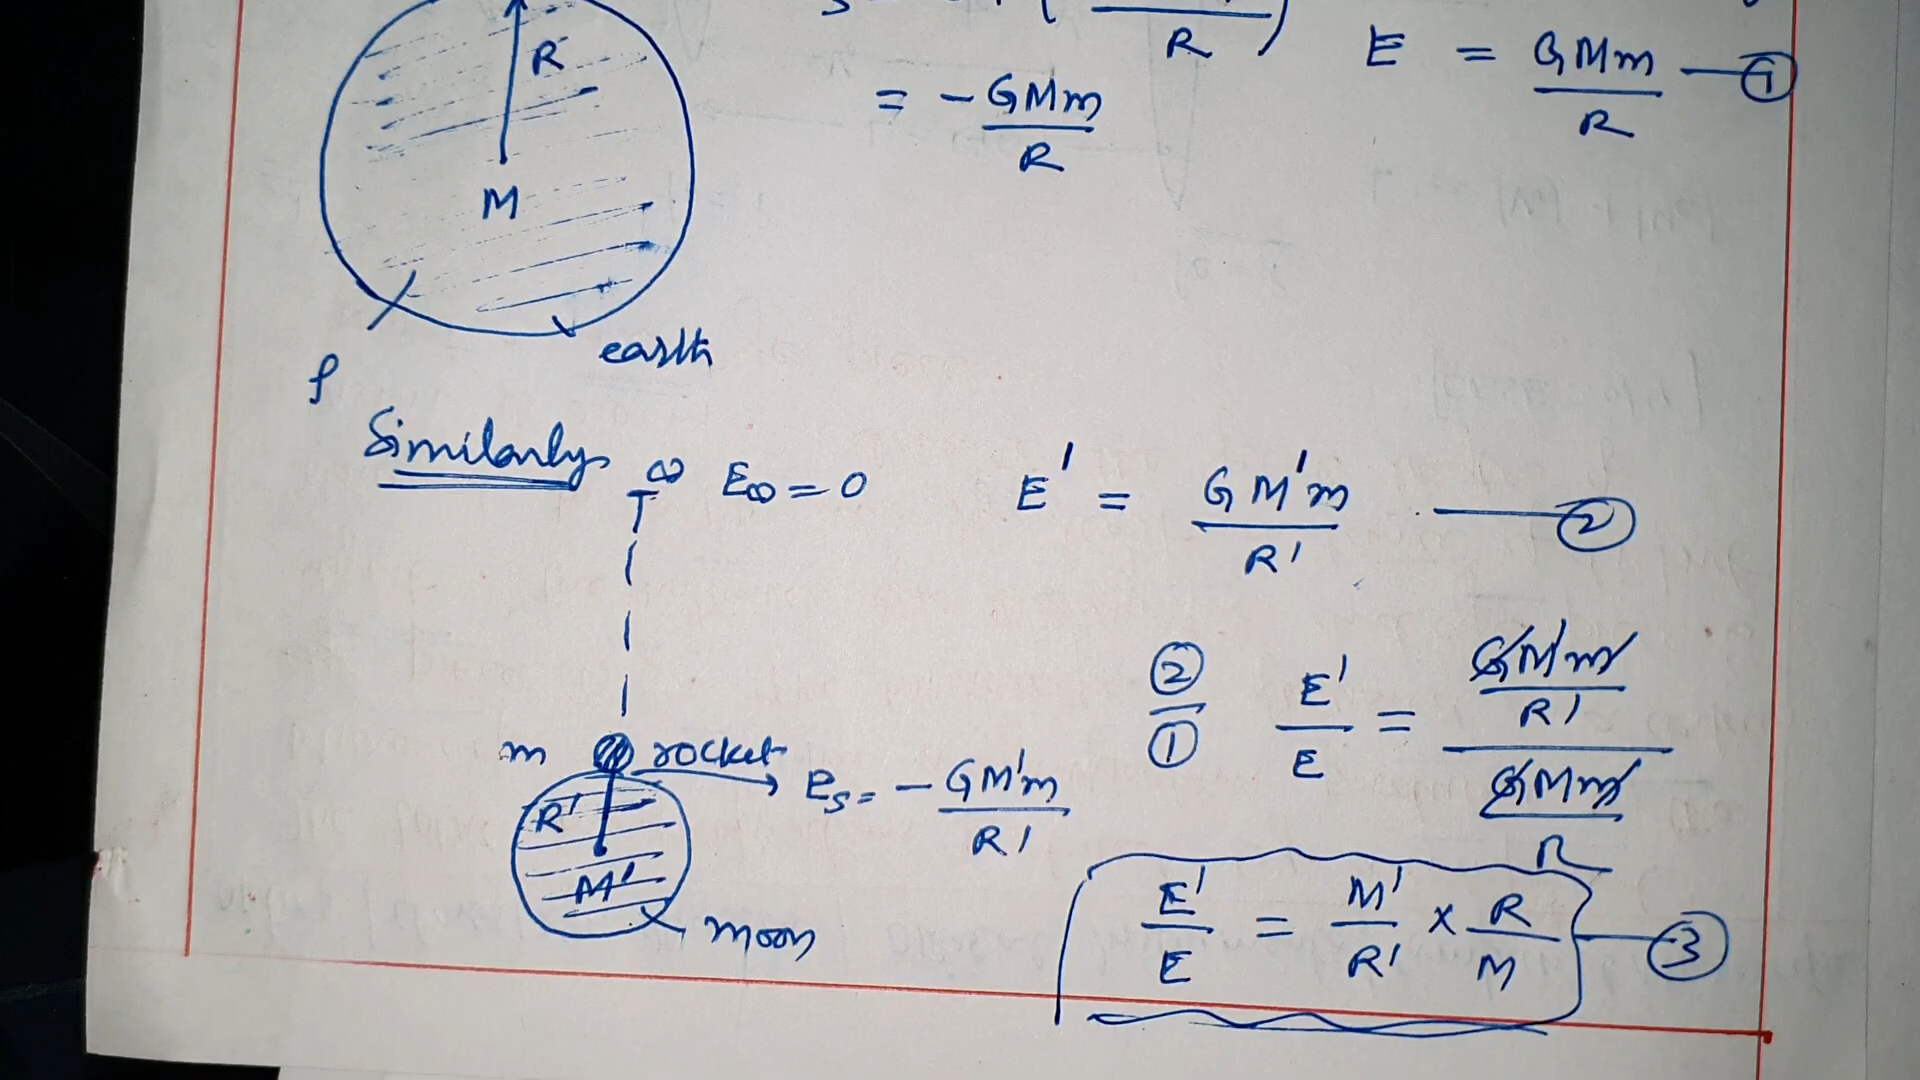 R
M
R
= - GMm
R
E = GMm — ①
R
earth
ρ
Similarly
∞ E∞ = 0
E' = GM'm — ②
R'
m rocket
R'
M'
moon
Es = - GM'm
R'
②/① E'/E = (GM'm/R')/(GMm/R)
E'/E = M'/R' × R/M — ③